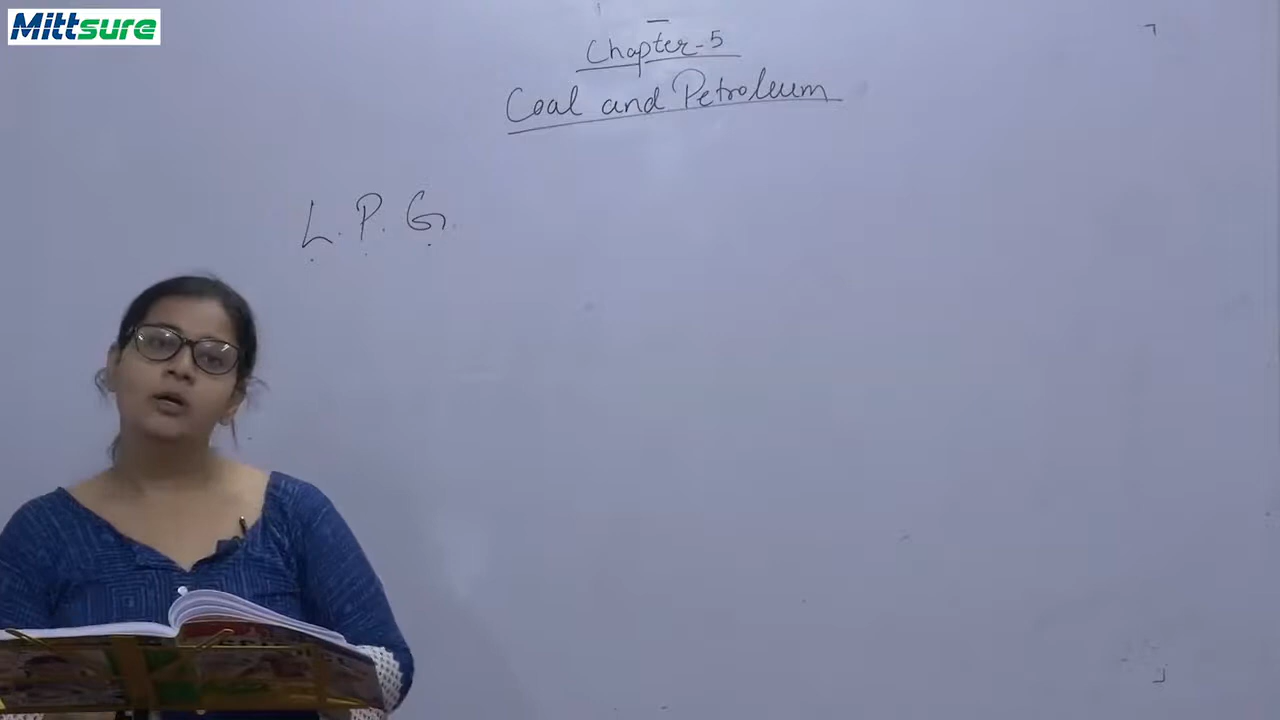 Mittsure
Chapter-5
Coal and Petroleum
L. P. G.